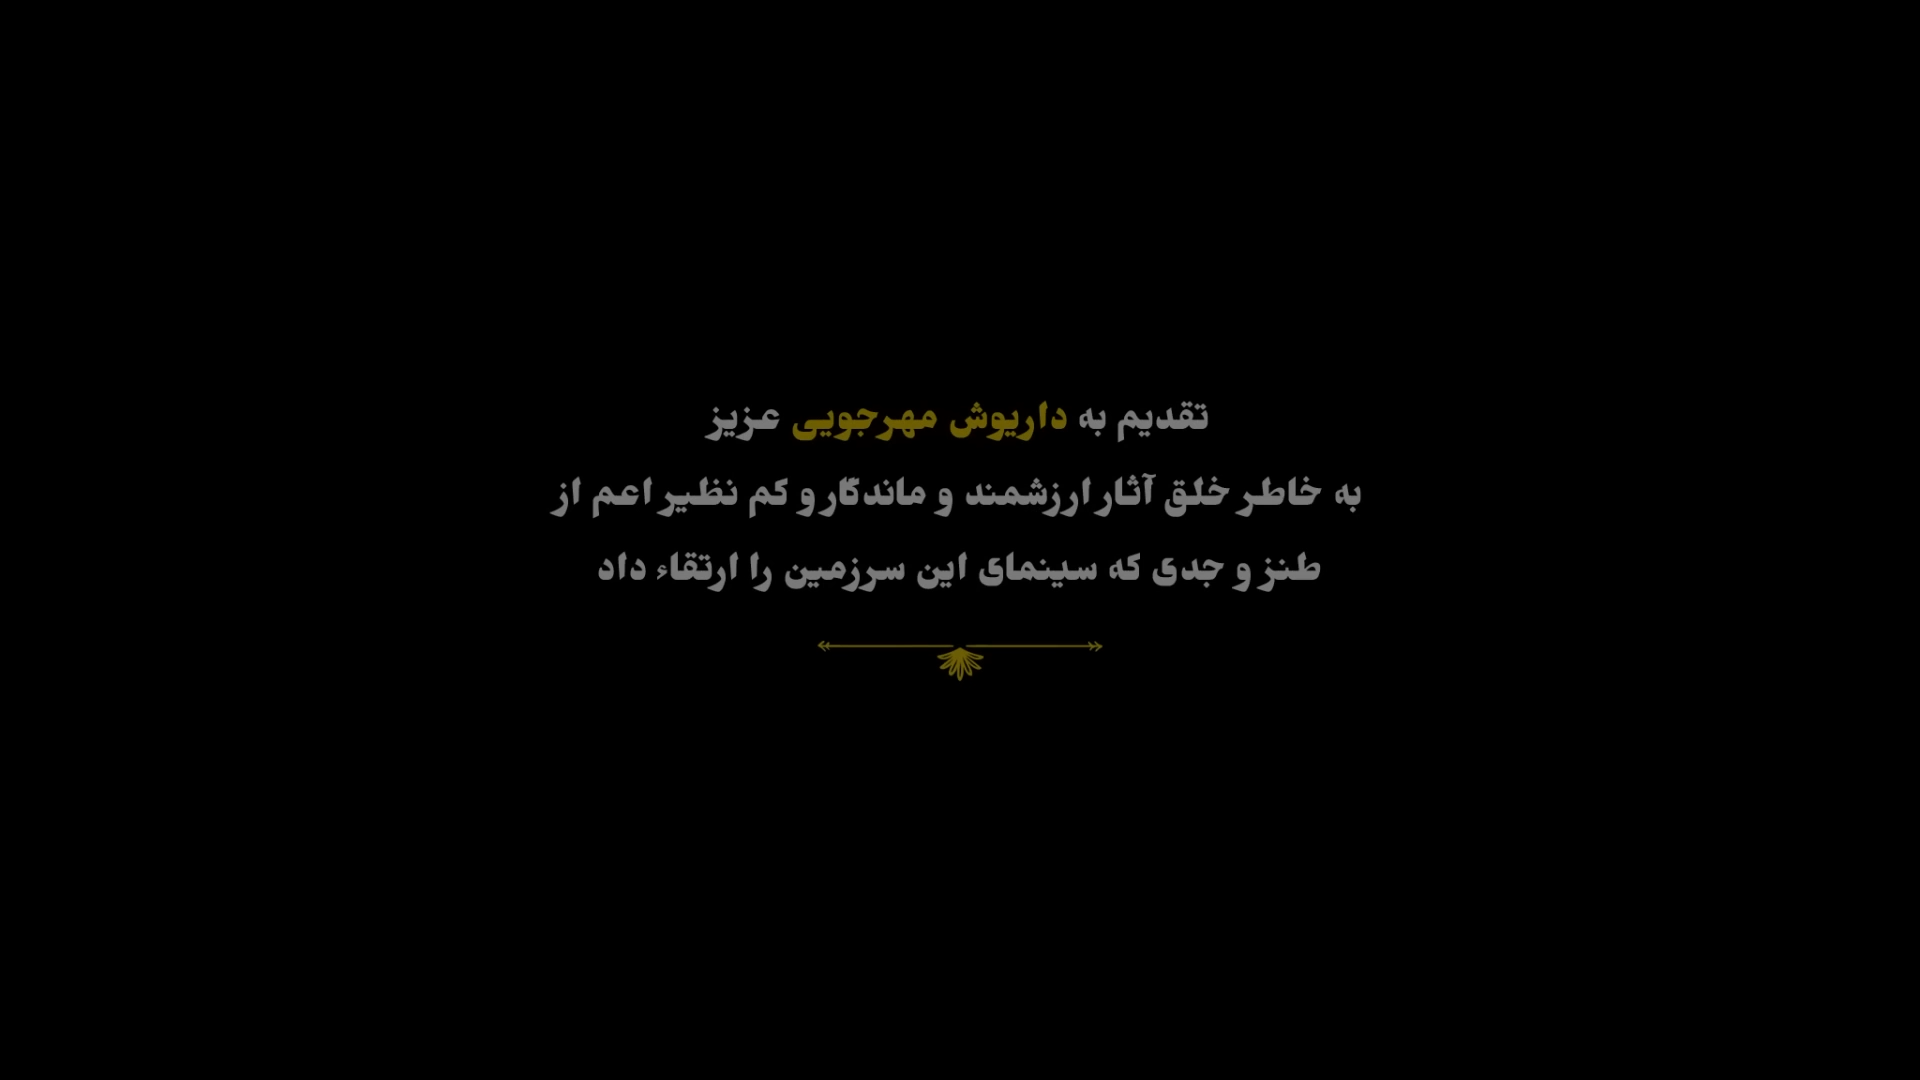 تقدیم به داریوش مهرجویی عزیز
به خاطر خلق آثار ارزشمند و ماندگار و کم نظیر اعم از
طنز و جدی که سینمای این سرزمین را ارتقاء داد